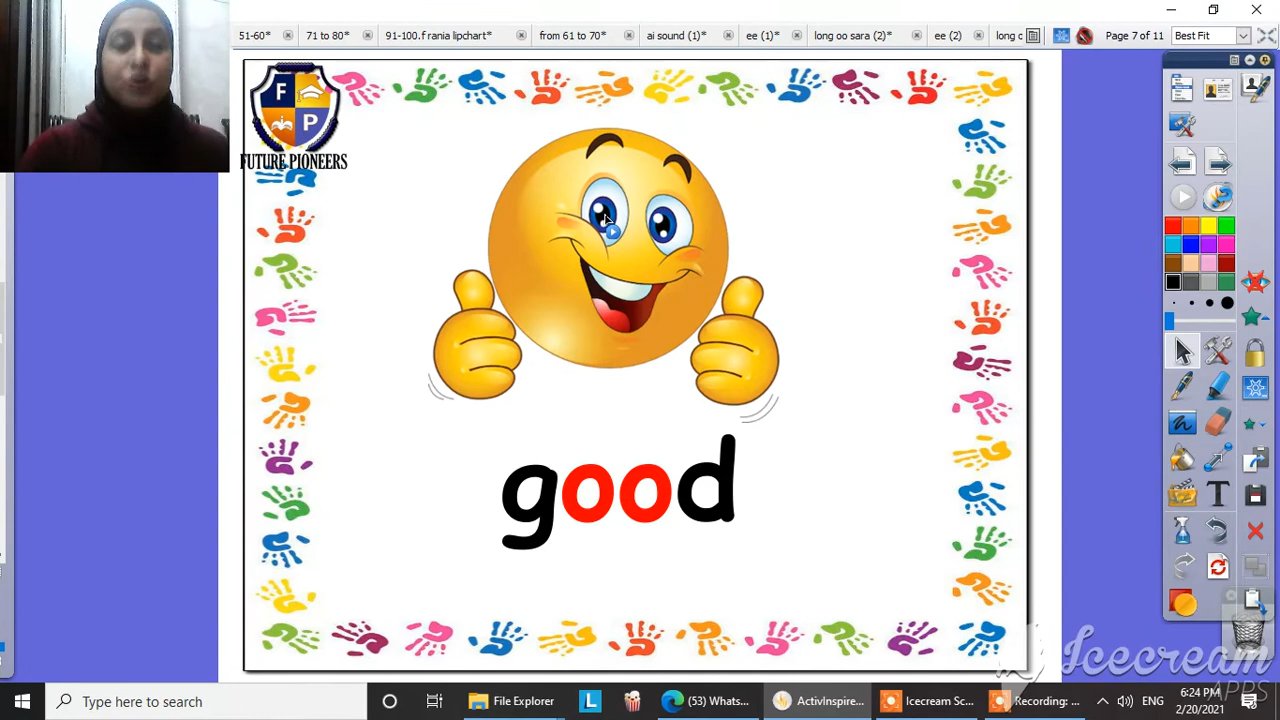 51-60*
71 to 80*
91-100.f rania lipchart*
from 61 to 70*
ai sound (1)*
ee (1)*
long oo sara (2)*
ee (2)
long o
Page 7 of 11
Best Fit
F
P
FUTURE PIONEERS
good
Icecream
APPS
Type here to search
File Explorer
L
(53) Whats...
ActivInspire...
Icecream Sc...
Recording: ...
ENG
6:24 PM
2/20/2021